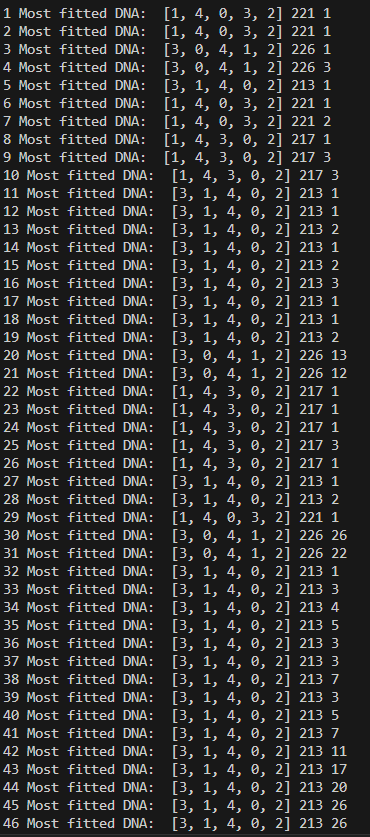 1 Most fitted DNA:  [1, 4, 0, 3, 2] 221 1
2 Most fitted DNA:  [1, 4, 0, 3, 2] 221 1
3 Most fitted DNA:  [3, 0, 4, 1, 2] 226 1
4 Most fitted DNA:  [3, 0, 4, 1, 2] 226 3
5 Most fitted DNA:  [3, 1, 4, 0, 2] 213 1
6 Most fitted DNA:  [1, 4, 0, 3, 2] 221 1
7 Most fitted DNA:  [1, 4, 0, 3, 2] 221 2
8 Most fitted DNA:  [1, 4, 3, 0, 2] 217 1
9 Most fitted DNA:  [1, 4, 3, 0, 2] 217 3
10 Most fitted DNA:  [1, 4, 3, 0, 2] 217 3
11 Most fitted DNA:  [3, 1, 4, 0, 2] 213 1
12 Most fitted DNA:  [3, 1, 4, 0, 2] 213 1
13 Most fitted DNA:  [3, 1, 4, 0, 2] 213 2
14 Most fitted DNA:  [3, 1, 4, 0, 2] 213 1
15 Most fitted DNA:  [3, 1, 4, 0, 2] 213 2
16 Most fitted DNA:  [3, 1, 4, 0, 2] 213 3
17 Most fitted DNA:  [3, 1, 4, 0, 2] 213 1
18 Most fitted DNA:  [3, 1, 4, 0, 2] 213 1
19 Most fitted DNA:  [3, 1, 4, 0, 2] 213 2
20 Most fitted DNA:  [3, 0, 4, 1, 2] 226 13
21 Most fitted DNA:  [3, 0, 4, 1, 2] 226 12
22 Most fitted DNA:  [1, 4, 3, 0, 2] 217 1
23 Most fitted DNA:  [1, 4, 3, 0, 2] 217 1
24 Most fitted DNA:  [1, 4, 3, 0, 2] 217 1
25 Most fitted DNA:  [1, 4, 3, 0, 2] 217 3
26 Most fitted DNA:  [1, 4, 3, 0, 2] 217 1
27 Most fitted DNA:  [3, 1, 4, 0, 2] 213 1
28 Most fitted DNA:  [3, 1, 4, 0, 2] 213 2
29 Most fitted DNA:  [1, 4, 0, 3, 2] 221 1
30 Most fitted DNA:  [3, 0, 4, 1, 2] 226 26
31 Most fitted DNA:  [3, 0, 4, 1, 2] 226 22
32 Most fitted DNA:  [3, 1, 4, 0, 2] 213 1
33 Most fitted DNA:  [3, 1, 4, 0, 2] 213 3
34 Most fitted DNA:  [3, 1, 4, 0, 2] 213 4
35 Most fitted DNA:  [3, 1, 4, 0, 2] 213 5
36 Most fitted DNA:  [3, 1, 4, 0, 2] 213 3
37 Most fitted DNA:  [3, 1, 4, 0, 2] 213 3
38 Most fitted DNA:  [3, 1, 4, 0, 2] 213 7
39 Most fitted DNA:  [3, 1, 4, 0, 2] 213 3
40 Most fitted DNA:  [3, 1, 4, 0, 2] 213 5
41 Most fitted DNA:  [3, 1, 4, 0, 2] 213 7
42 Most fitted DNA:  [3, 1, 4, 0, 2] 213 11
43 Most fitted DNA:  [3, 1, 4, 0, 2] 213 17
44 Most fitted DNA:  [3, 1, 4, 0, 2] 213 20
45 Most fitted DNA:  [3, 1, 4, 0, 2] 213 26
46 Most fitted DNA:  [3, 1, 4, 0, 2] 213 26